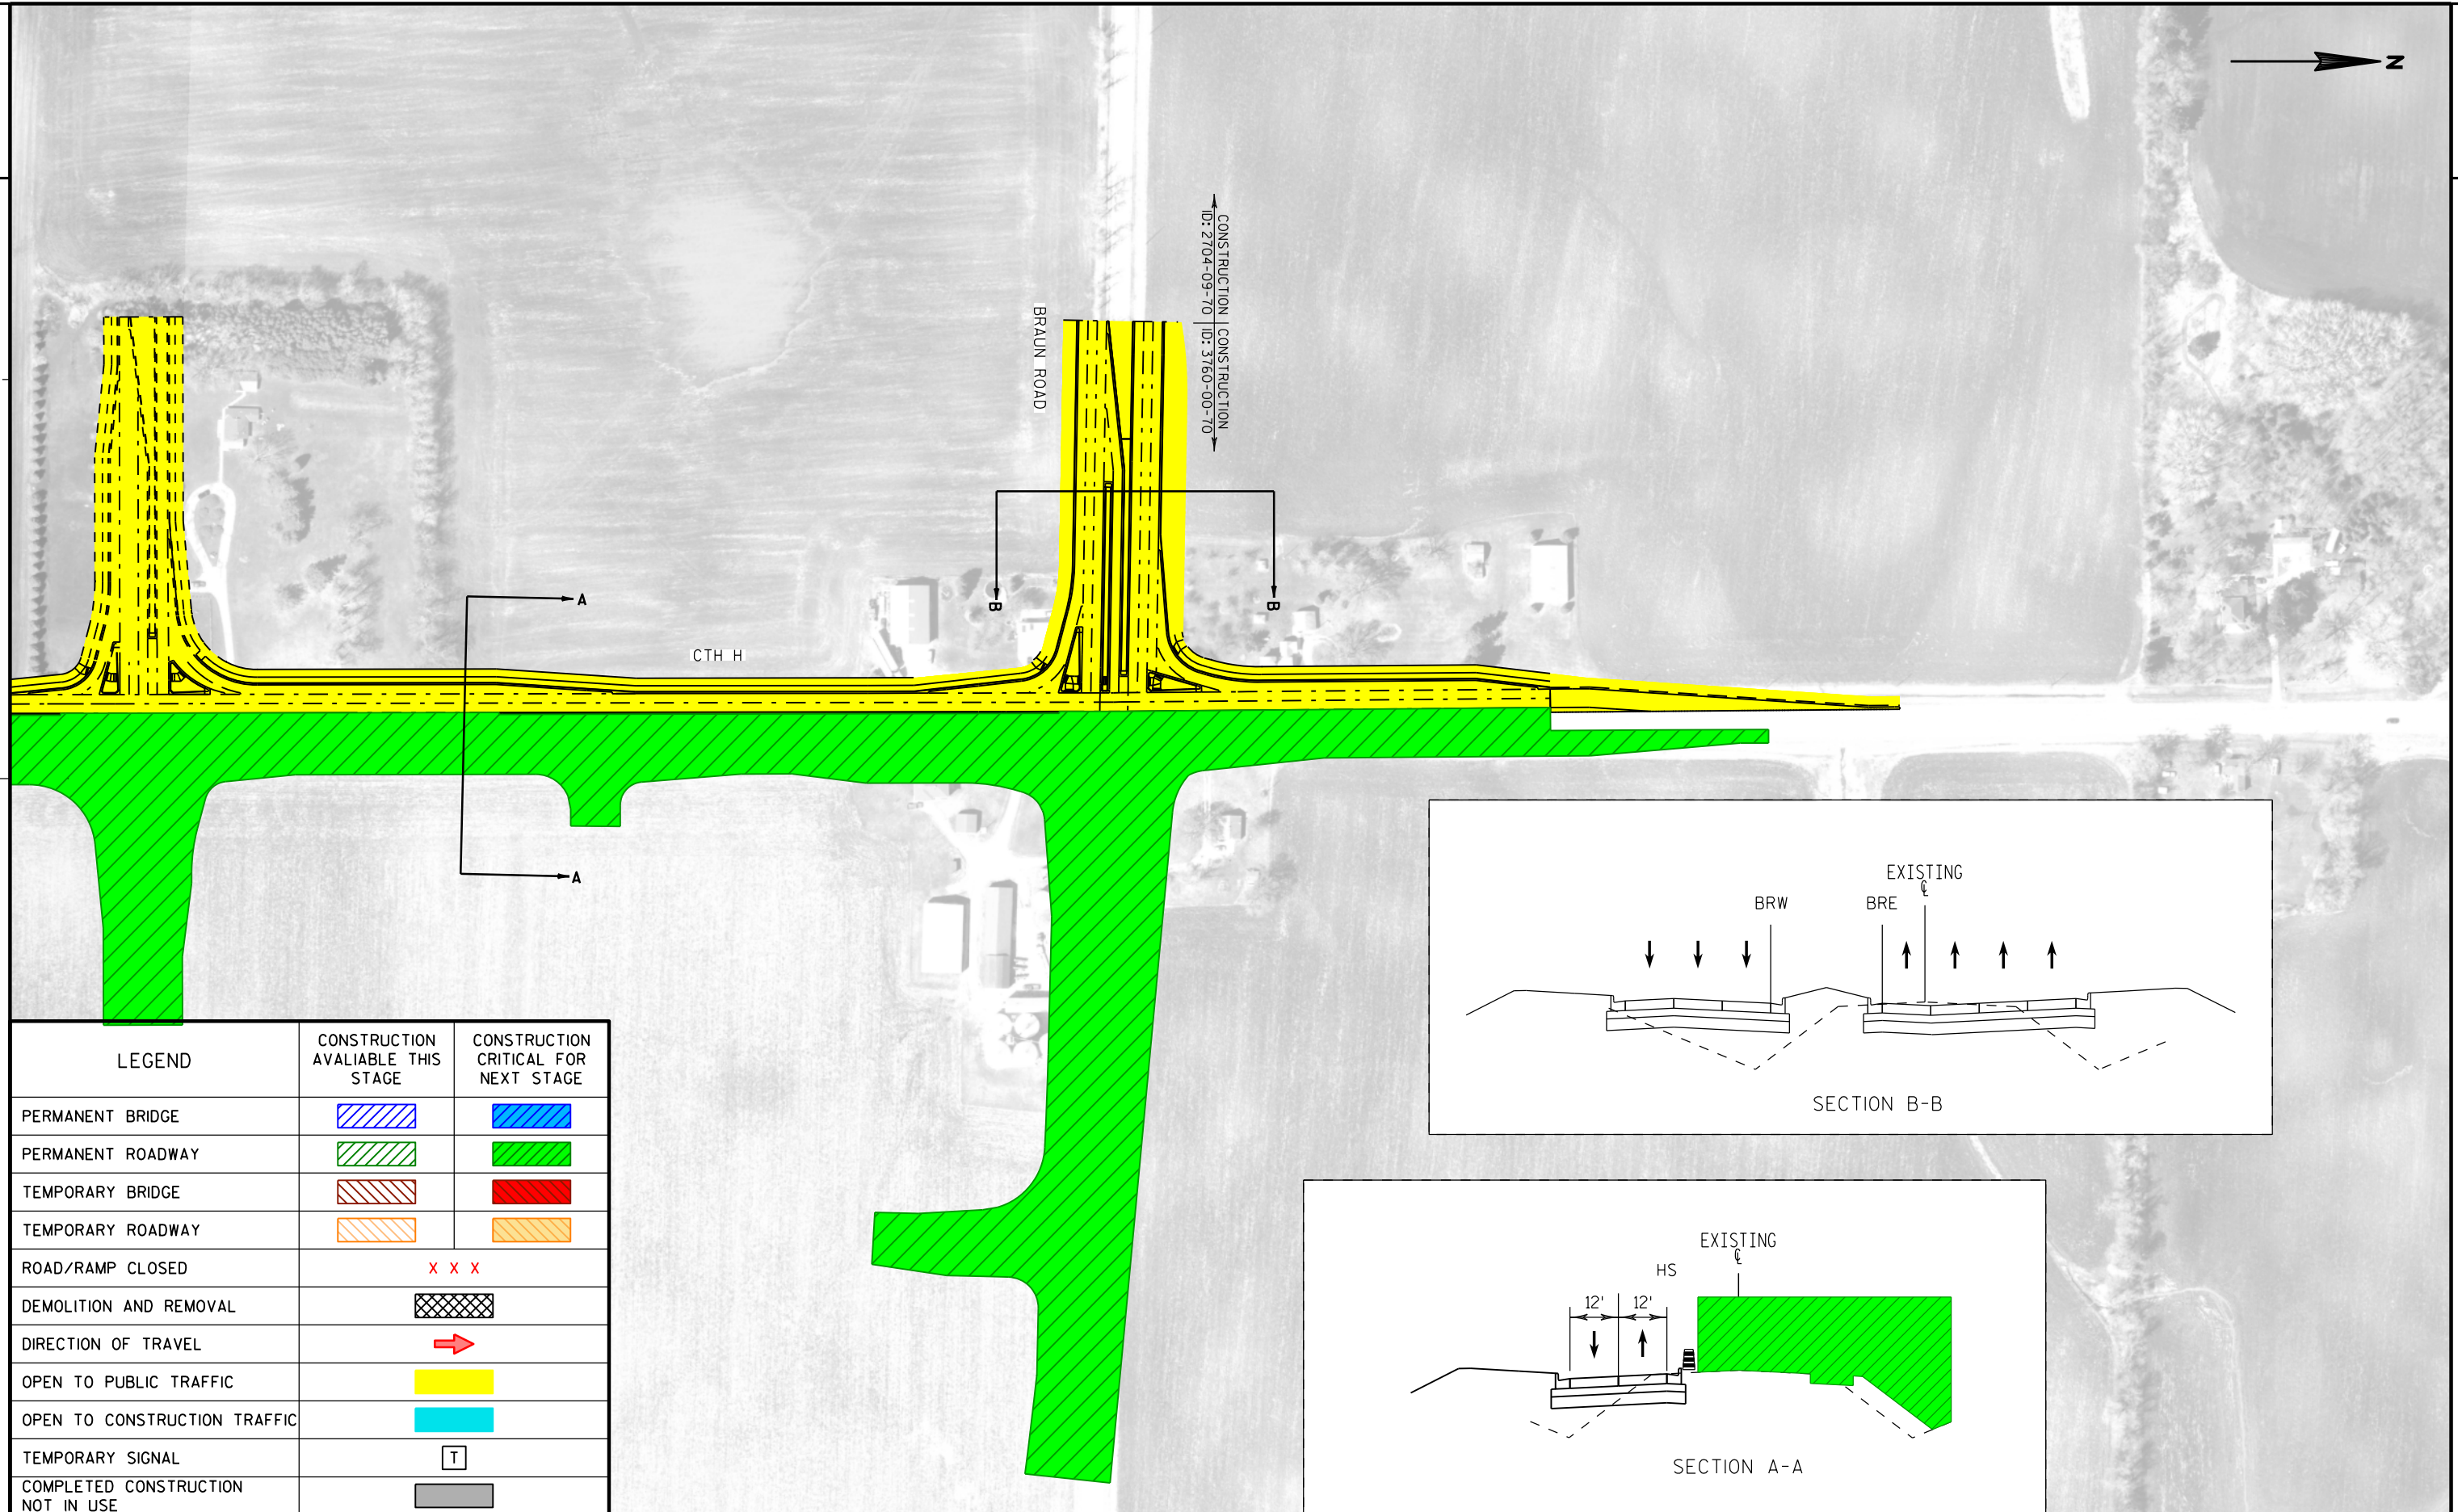 N
CONSTRUCTION
ID: 2704-09-70
CONSTRUCTION
ID: 3760-00-70
BRAUN ROAD
B
B
A
CTH H
A
EXISTING
℄
BRW
BRE
SECTION B-B
EXISTING
℄
HS
12'
12'
SECTION A-A
LEGEND
CONSTRUCTION
AVALIABLE THIS
STAGE
CONSTRUCTION
CRITICAL FOR
NEXT STAGE
PERMANENT BRIDGE
PERMANENT ROADWAY
TEMPORARY BRIDGE
TEMPORARY ROADWAY
ROAD/RAMP CLOSED
X X X
DEMOLITION AND REMOVAL
DIRECTION OF TRAVEL
OPEN TO PUBLIC TRAFFIC
OPEN TO CONSTRUCTION TRAFFIC
TEMPORARY SIGNAL
T
COMPLETED CONSTRUCTION
NOT IN USE